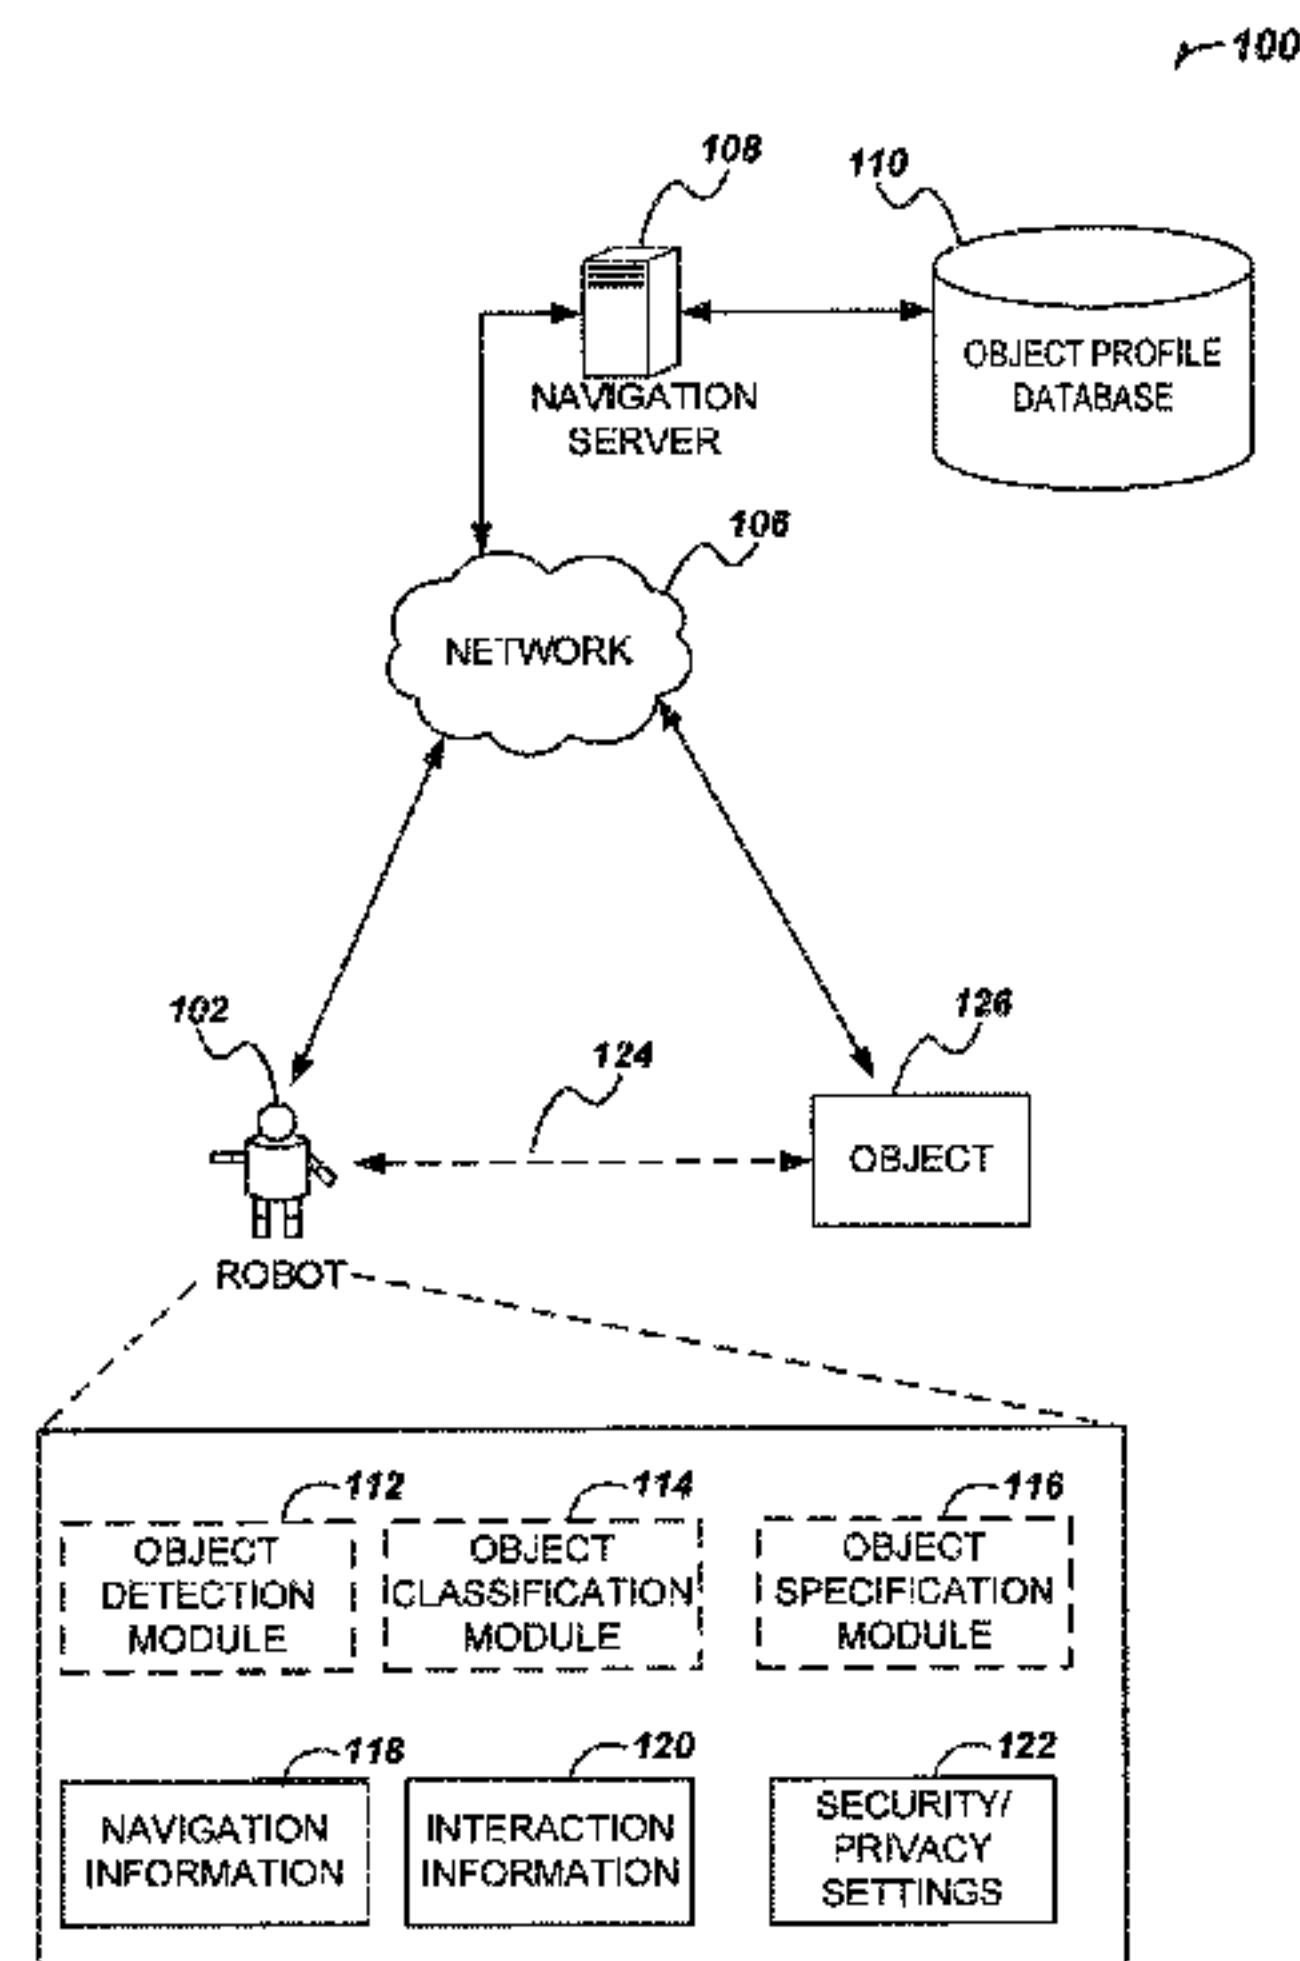 100
108
110
OBJECT PROFILE
DATABASE
NAVIGATION
SERVER
106
NETWORK
102
124
126
OBJECT
ROBOT
112
114
116
OBJECT
DETECTION
MODULE
OBJECT
CLASSIFICATION
MODULE
OBJECT
SPECIFICATION
MODULE
118
120
122
NAVIGATION
INFORMATION
INTERACTION
INFORMATION
SECURITY/
PRIVACY
SETTINGS